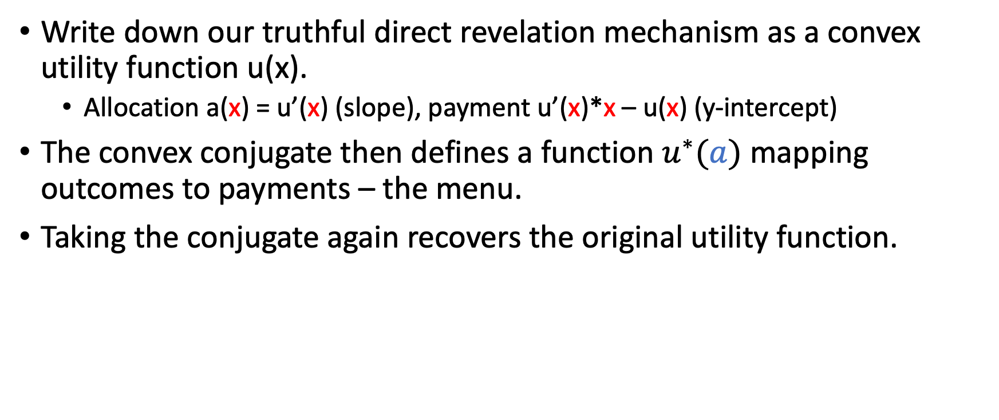 • Write down our truthful direct revelation mechanism as a convex
utility function u(x).
• Allocation a(x) = u’(x) (slope), payment u’(x)*x – u(x) (y-intercept)
• The convex conjugate then defines a function u*(a) mapping
outcomes to payments – the menu.
• Taking the conjugate again recovers the original utility function.